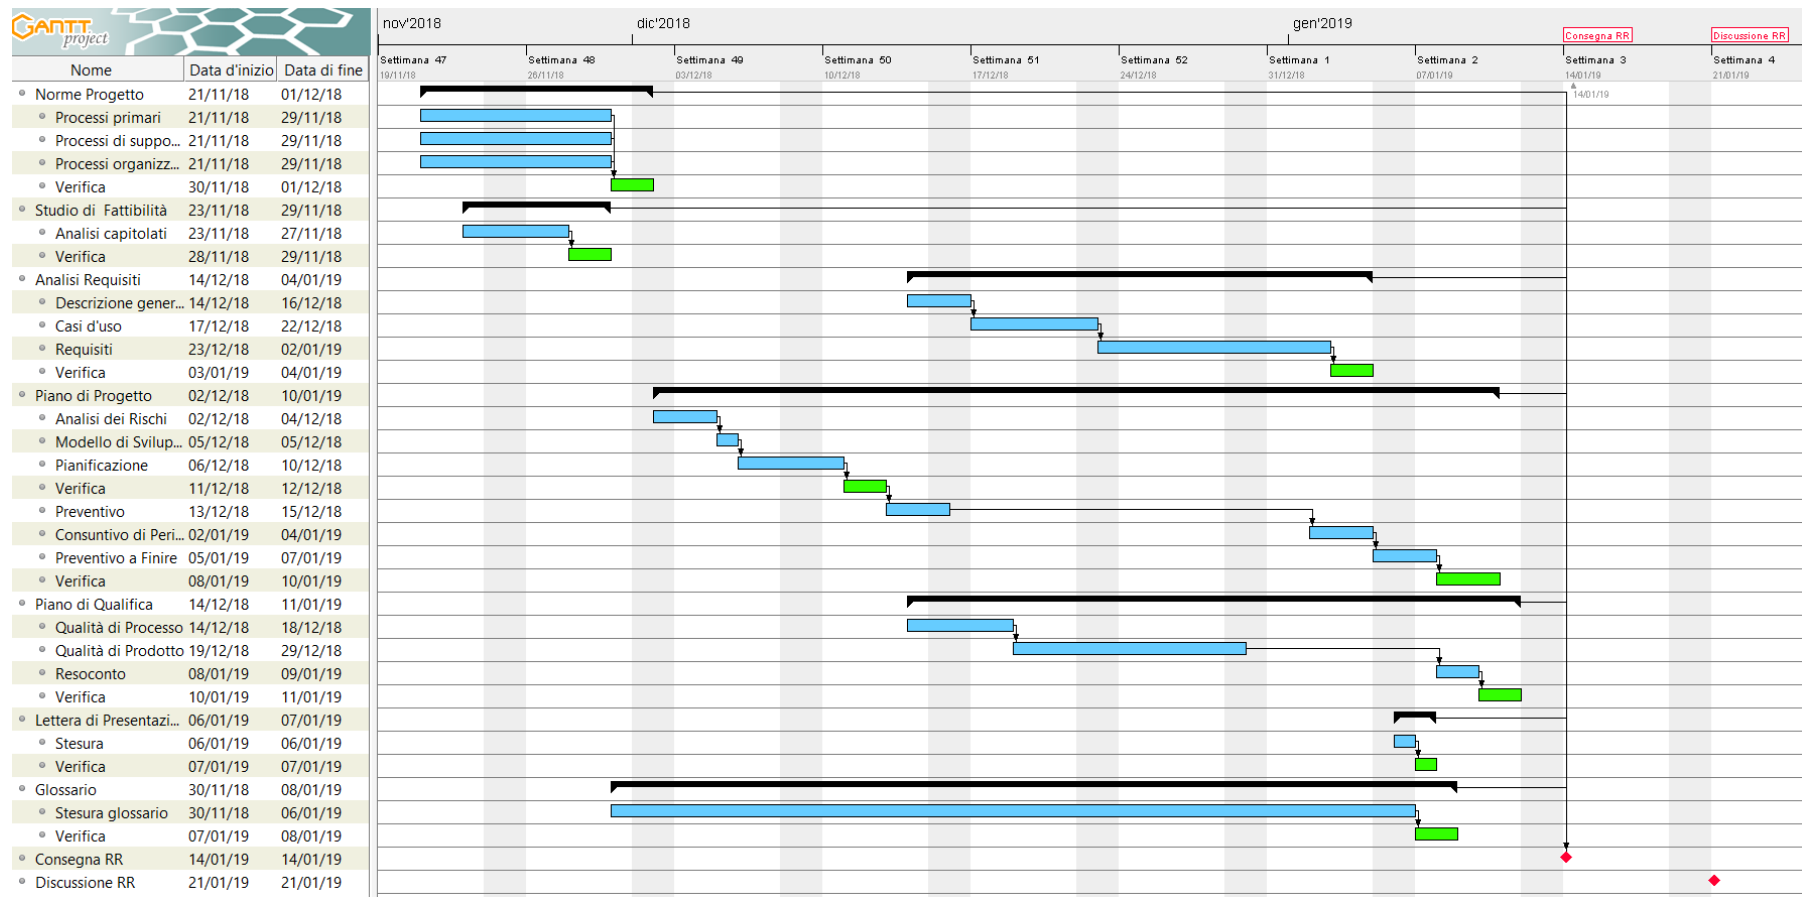 GANTT
project
nov'2018 dic'2018 gen'2019
Consegna RR Discussione RR
Settimana 47 Settimana 48 Settimana 49 Settimana 50 Settimana 51 Settimana 52 Settimana 1 Settimana 2 Settimana 3 Settimana 4
19/11/18 26/11/18 03/12/18 10/12/18 17/12/18 24/12/18 31/12/18 07/01/19 14/01/19 21/01/19
Nome Data d'inizio Data di fine
14/01/19
Norme Progetto 21/11/18 01/12/18
Processi primari 21/11/18 29/11/18
Processi di suppo... 21/11/18 29/11/18
Processi organizz... 21/11/18 29/11/18
Verifica 30/11/18 01/12/18
Studio di Fattibilità 23/11/18 29/11/18
Analisi capitolati 23/11/18 27/11/18
Verifica 28/11/18 29/11/18
Analisi Requisiti 14/12/18 04/01/19
Descrizione gener... 14/12/18 16/12/18
Casi d'uso 17/12/18 22/12/18
Requisiti 23/12/18 02/01/19
Verifica 03/01/19 04/01/19
Piano di Progetto 02/12/18 10/01/19
Analisi dei Rischi 02/12/18 04/12/18
Modello di Svilup... 05/12/18 05/12/18
Pianificazione 06/12/18 10/12/18
Verifica 11/12/18 12/12/18
Preventivo 13/12/18 15/12/18
Consuntivo di Peri... 02/01/19 04/01/19
Preventivo a Finire 05/01/19 07/01/19
Verifica 08/01/19 10/01/19
Piano di Qualifica 14/12/18 11/01/19
Qualità di Processo 14/12/18 18/12/18
Qualità di Prodotto 19/12/18 29/12/18
Resoconto 08/01/19 09/01/19
Verifica 10/01/19 11/01/19
Lettera di Presentazi... 06/01/19 07/01/19
Stesura 06/01/19 06/01/19
Verifica 07/01/19 07/01/19
Glossario 30/11/18 08/01/19
Stesura glossario 30/11/18 06/01/19
Verifica 07/01/19 08/01/19
Consegna RR 14/01/19 14/01/19
Discussione RR 21/01/19 21/01/19